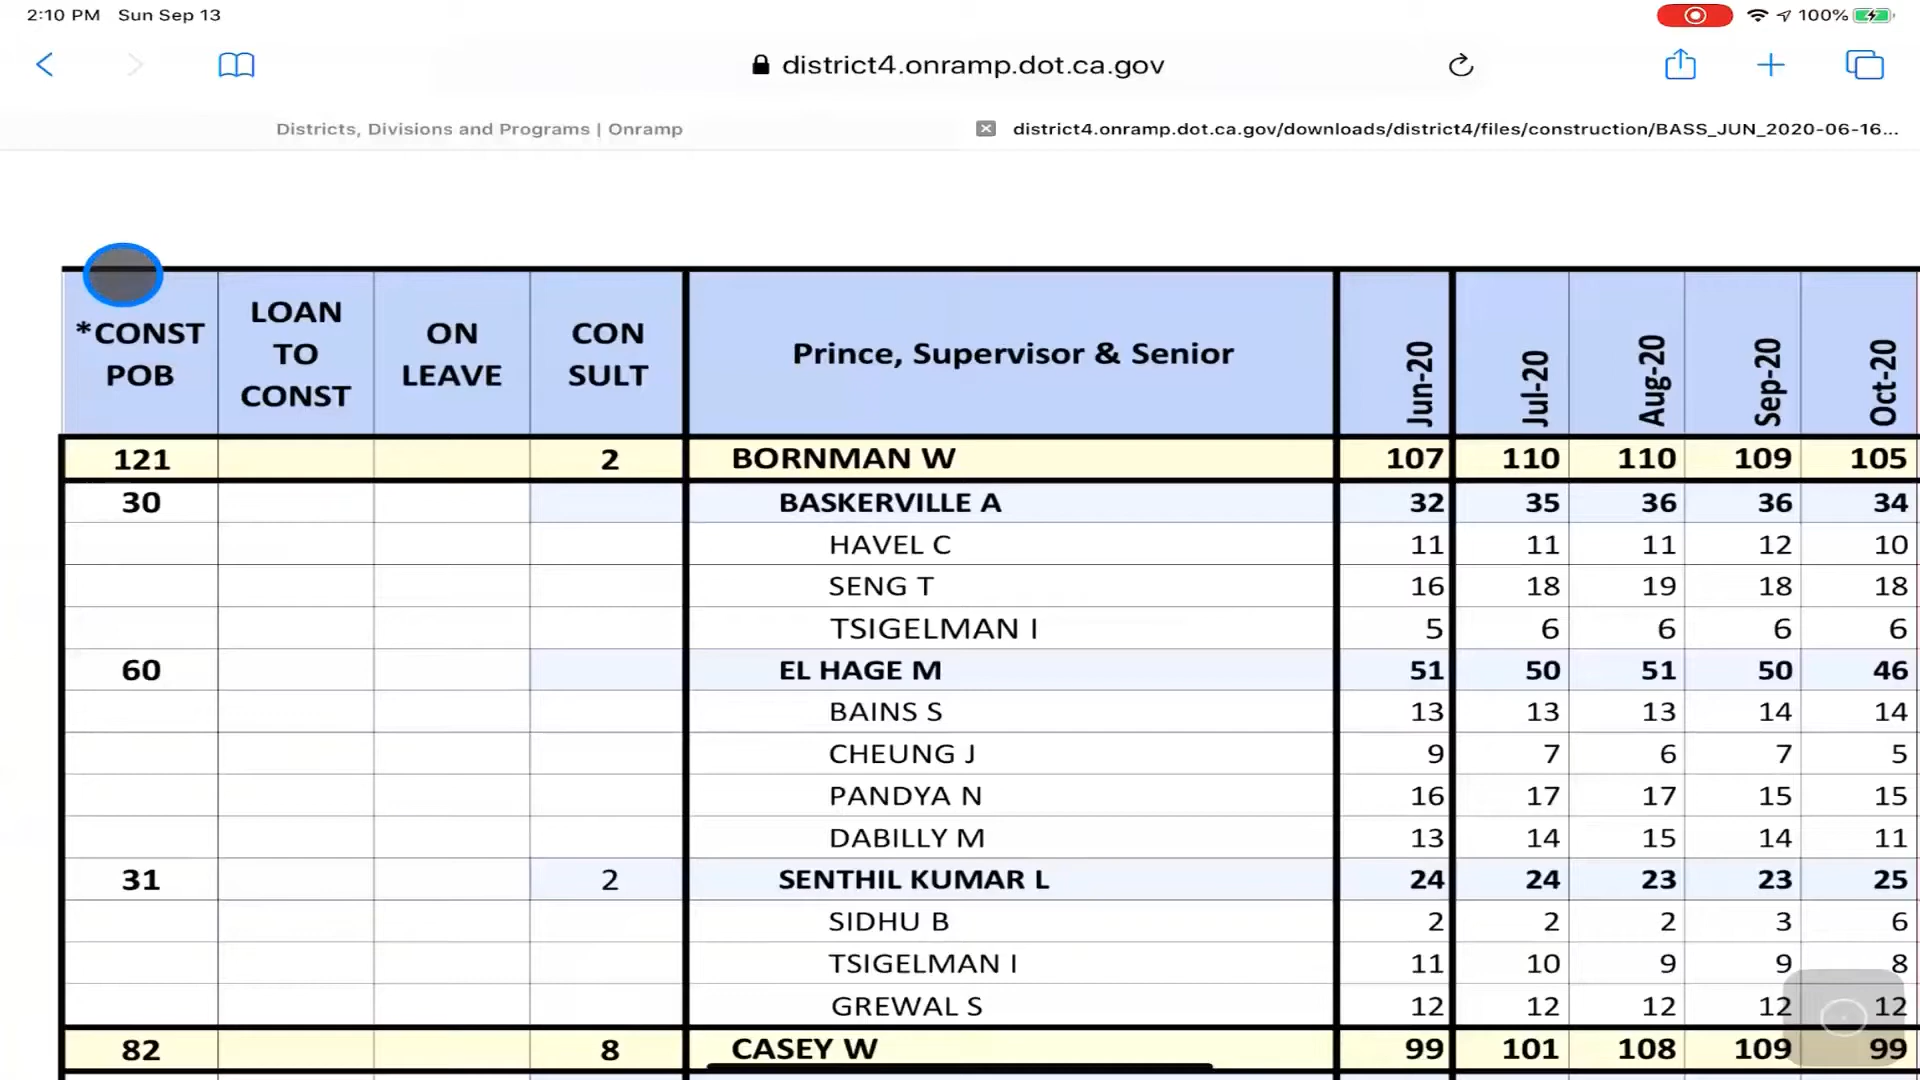 2:10 PM Sun Sep 13
100%
district4.onramp.dot.ca.gov
Districts, Divisions and Programs | Onramp
district4.onramp.dot.ca.gov/downloads/district4/files/construction/BASS_JUN_2020-06-16...
*CONST POB LOAN TO CONST ON LEAVE CON SULT Prince, Supervisor & Senior Jun-20 Jul-20 Aug-20 Sep-20 Oct-20
121 2 BORNMAN W 107 110 110 109 105
30 BASKERVILLE A 32 35 36 36 34
HAVEL C 11 11 11 12 10
SENG T 16 18 19 18 18
TSIGELMAN I 5 6 6 6 6
60 EL HAGE M 51 50 51 50 46
BAINS S 13 13 13 14 14
CHEUNG J 9 7 6 7 5
PANDYA N 16 17 17 15 15
DABILLY M 13 14 15 14 11
31 2 SENTHIL KUMAR L 24 24 23 23 25
SIDHU B 2 2 2 3 6
TSIGELMAN I 11 10 9 9 8
GREWAL S 12 12 12 12 12
82 8 CASEY W 99 101 108 109 99